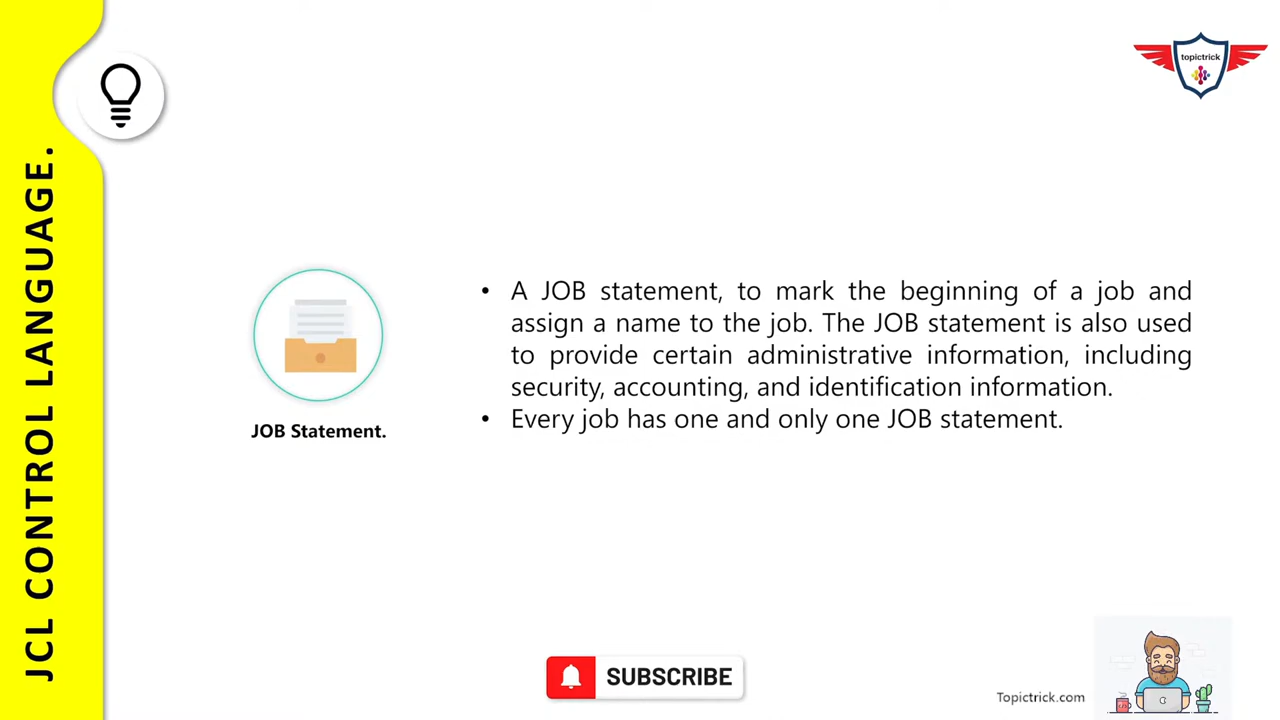 topictrick
JCL CONTROL LANGUAGE.
• A JOB statement, to mark the beginning of a job and
assign a name to the job. The JOB statement is also used
to provide certain administrative information, including
security, accounting, and identification information.
• Every job has one and only one JOB statement.
JOB Statement.
SUBSCRIBE
Topictrick.com